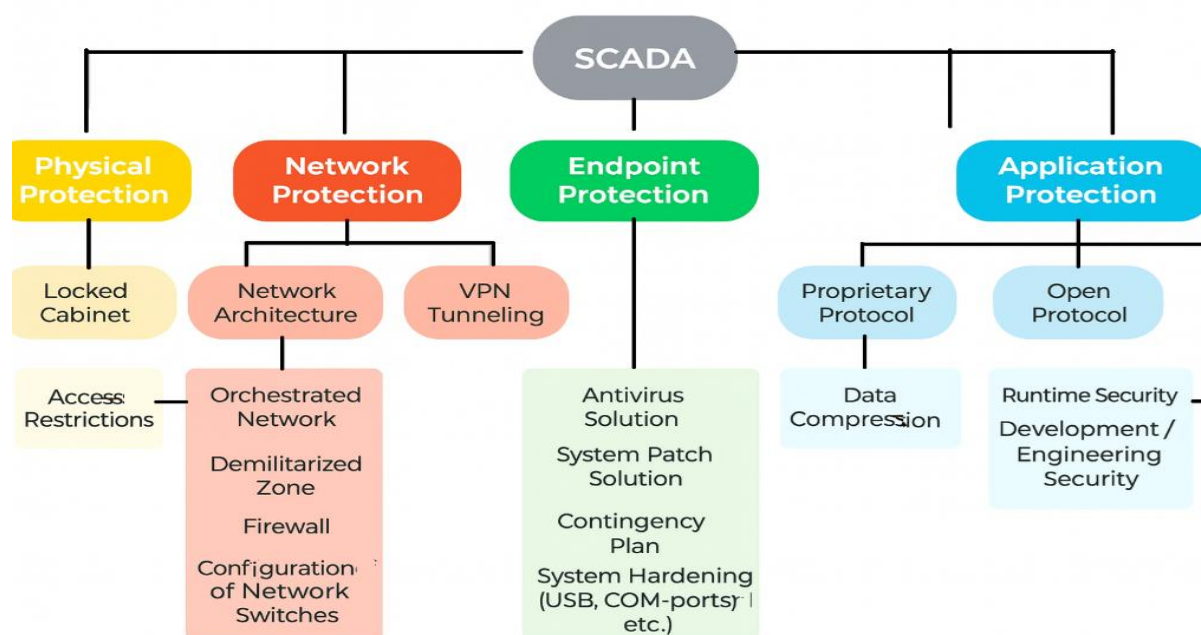 SCADA
Physical
Protection
Network
Protection
Endpoint
Protection
Application
Protection
Locked
Cabinet
Network
Architecture
VPN
Tunneling
Proprietary
Protocol
Open
Protocol
Access
Restrictions
Orchestrated
Network
Demilitarized
Zone
Firewall
Configuration
of Network
Switches
Antivirus
Solution
System Patch
Solution
Contingency
Plan
System Hardening
(USB, COM-ports)
etc.)
Data
Compression
Runtime Security
Development /
Engineering
Security